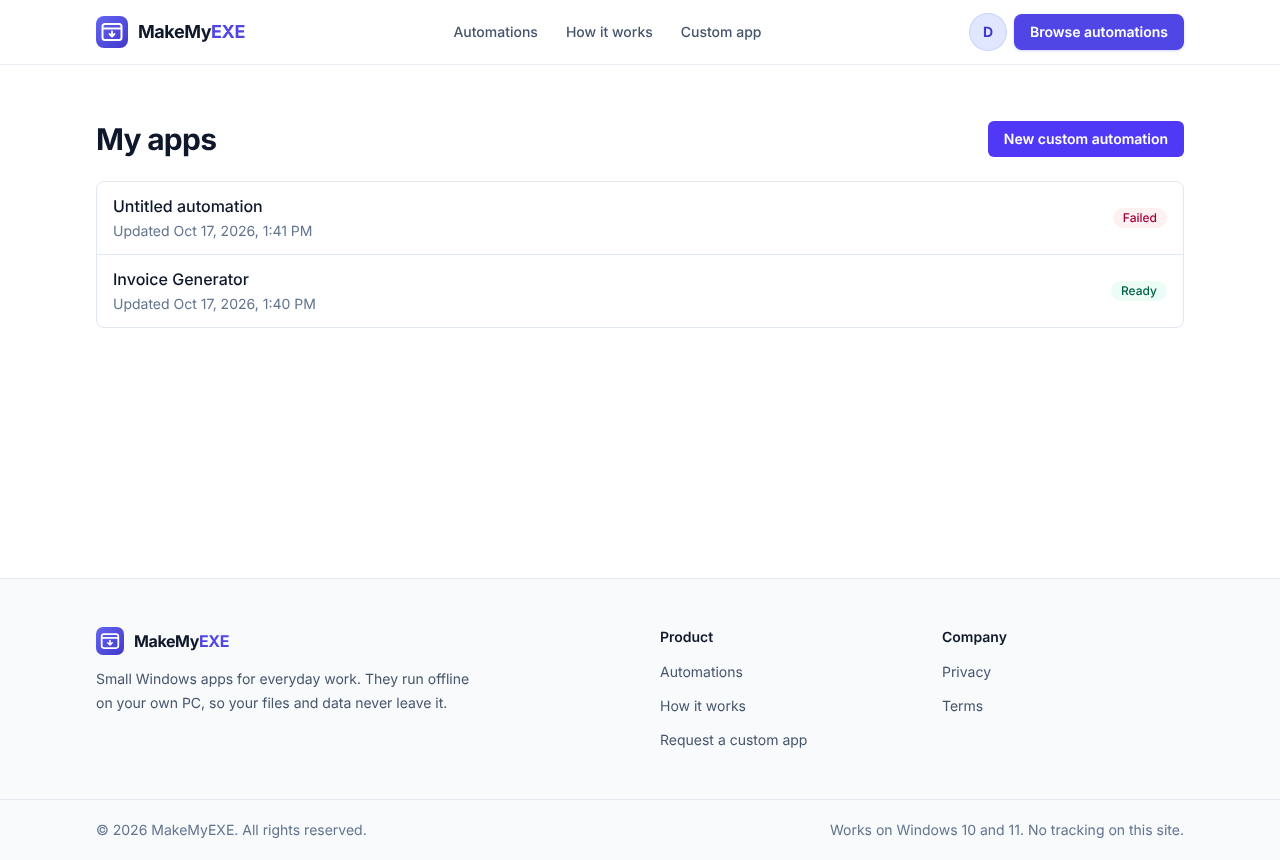 MakeMyEXE
Automations
How it works
Custom app
D
Browse automations
My apps
New custom automation
Untitled automation
Updated Oct 17, 2026, 1:41 PM
Failed
Invoice Generator
Updated Oct 17, 2026, 1:40 PM
Ready
MakeMyEXE
Small Windows apps for everyday work. They run offline
on your own PC, so your files and data never leave it.
Product
Automations
How it works
Request a custom app
Company
Privacy
Terms
© 2026 MakeMyEXE. All rights reserved.
Works on Windows 10 and 11. No tracking on this site.